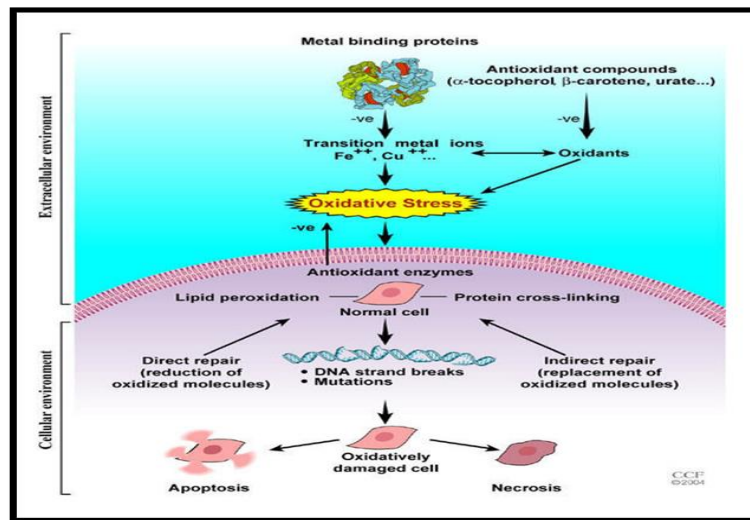 Metal binding proteins
Antioxidant compounds
(α-tocopherol, β-carotene, urate...)
-ve
-ve
Transition metal ions
Fe++, Cu++...
Oxidants
Oxidative Stress
-ve
Extracellular environment
Antioxidant enzymes
Lipid peroxidation
Protein cross-linking
Normal cell
Direct repair
(reduction of
oxidized molecules)
• DNA strand breaks
• Mutations
Indirect repair
(replacement of
oxidized molecules)
Cellular environment
Oxidatively
damaged cell
Apoptosis
Necrosis
CCF
©2004